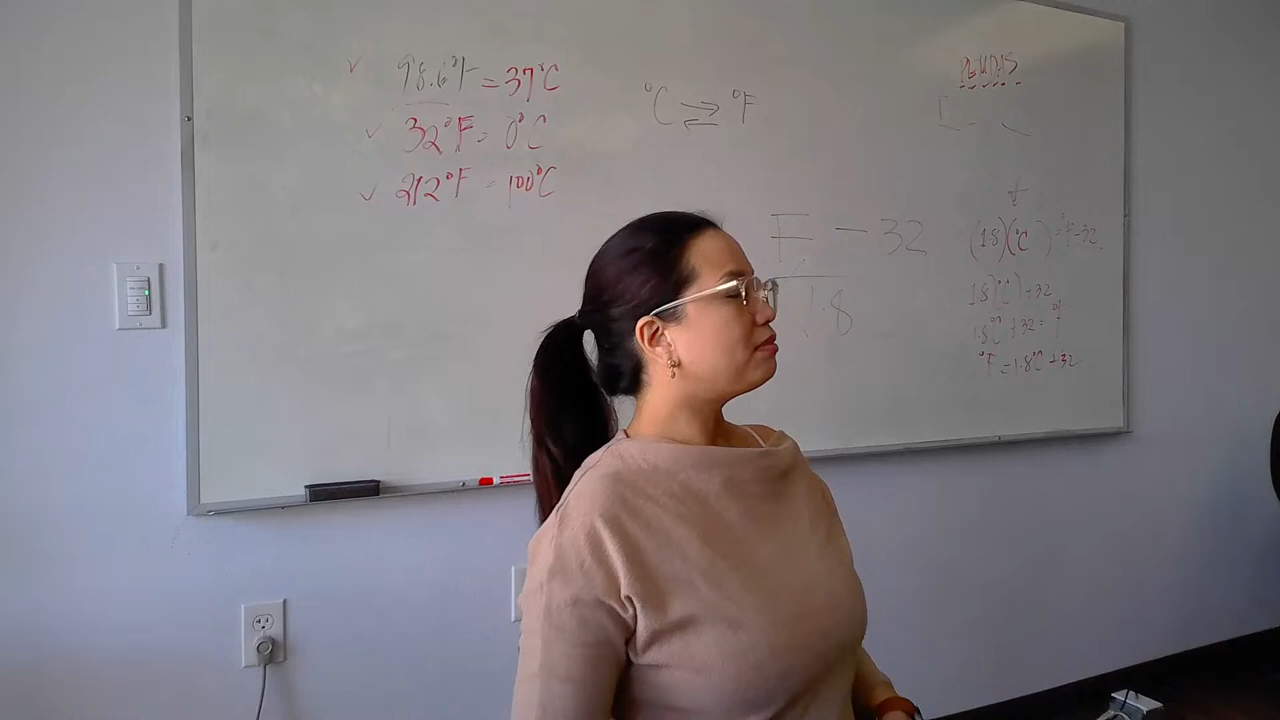 98.6°F = 37°C
32°F = 0°C
212°F = 100°C
°C ⇄ °F
F - 32
1.8
PEMDAS
(1.8)(°C) = °F-32
1.8(°C) + 32
1.8°C + 32 = °F
°F = 1.8°C + 32